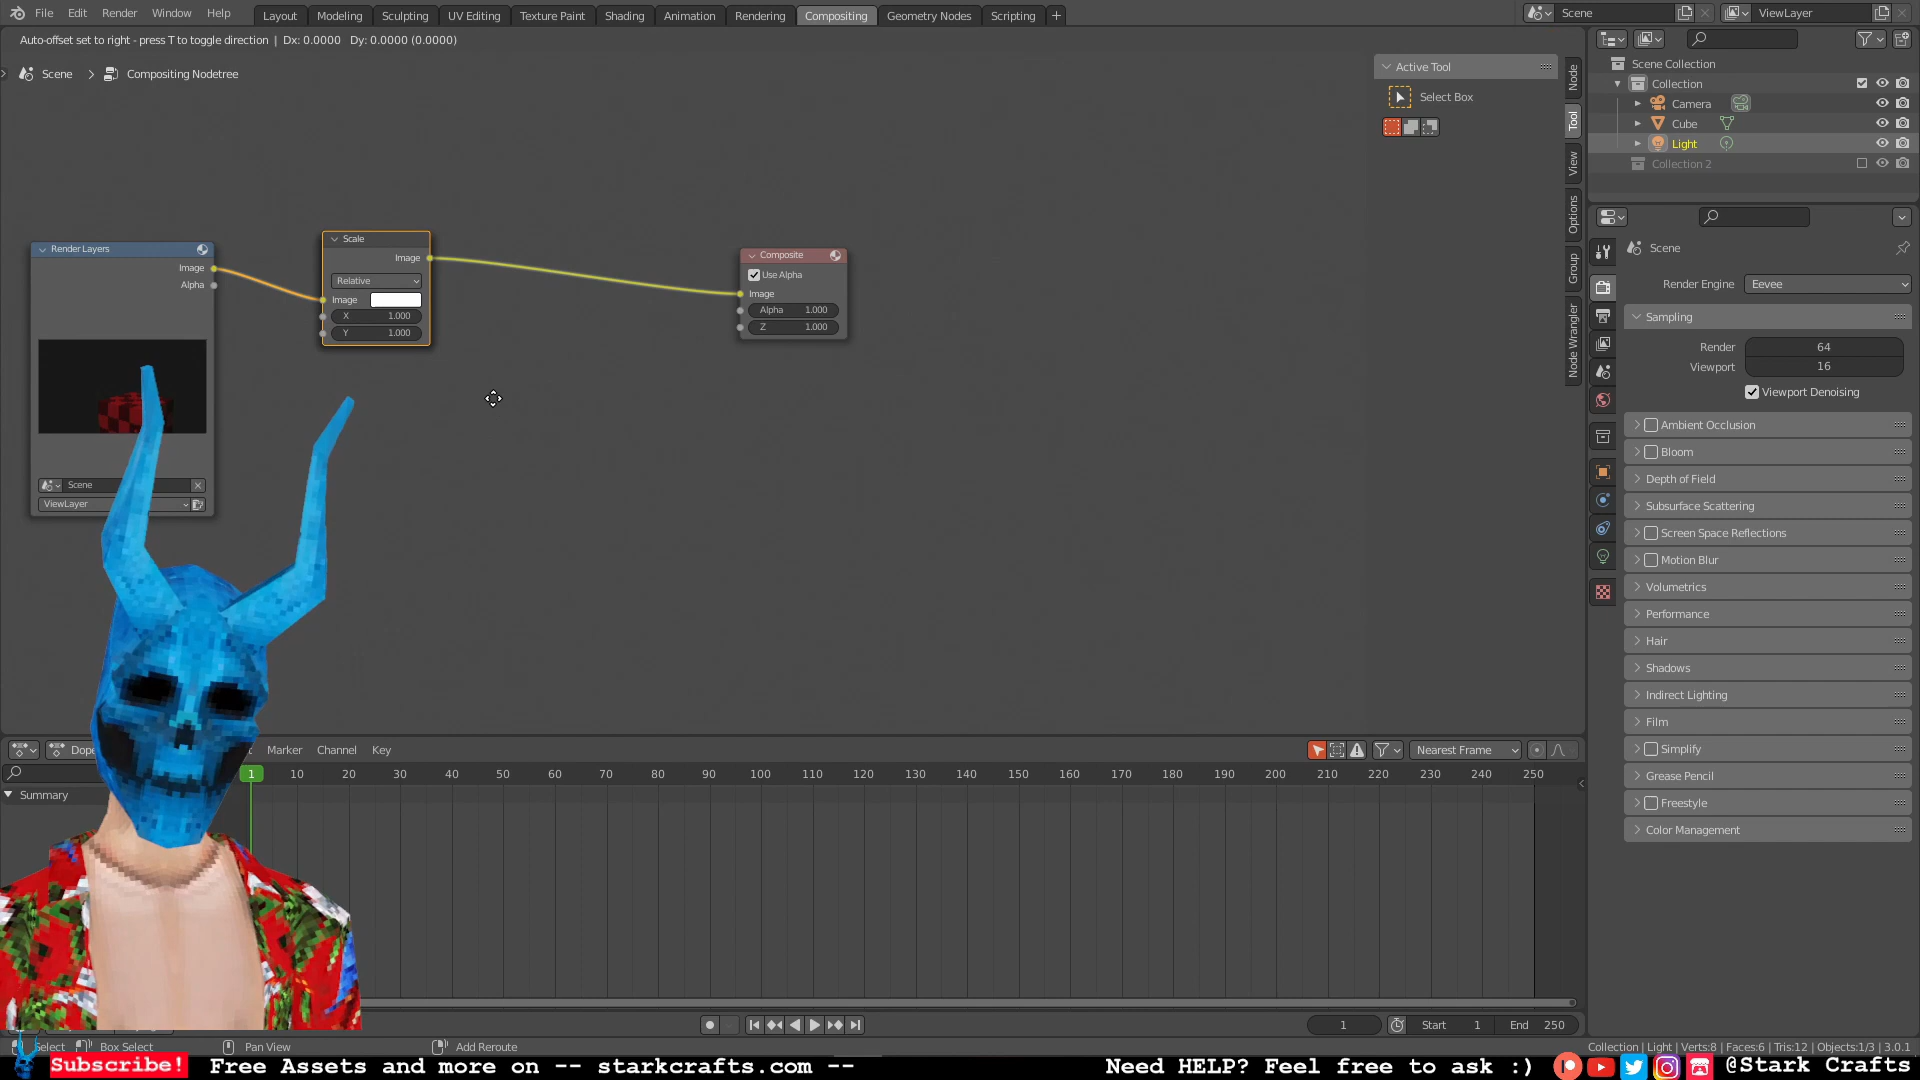 File Edit Render Window Help Layout Modeling Sculpting UV Editing Texture Paint Shading Animation Rendering Compositing Geometry Nodes Scripting + Scene ViewLayer
Auto-offset set to right - press T to toggle direction | Dx: 0.0000 Dy: 0.0000 (0.0000)
Scene Compositing Nodetree
Active Tool
Select Box
Node
Tool
View
Options
Group
Node Wrangler
Render Layers
Image
Alpha
Scene
ViewLayer
Scale
Image
Relative
Image
X 1.000
Y 1.000
Composite
Use Alpha
Image
Alpha 1.000
Z 1.000
Scene Collection
Collection
Camera
Cube
Light
Collection 2
Scene
Render Engine Eevee
Sampling
Render 64
Viewport 16
Viewport Denoising
Ambient Occlusion
Bloom
Depth of Field
Subsurface Scattering
Screen Space Reflections
Motion Blur
Volumetrics
Performance
Hair
Shadows
Indirect Lighting
Film
Simplify
Grease Pencil
Freestyle
Color Management
Marker Channel Key Nearest Frame
1 10 20 30 40 50 60 70 80 90 100 110 120 130 140 150 160 170 180 190 200 210 220 230 240 250
Summary
1 Start 1 End 250
Select Box Select Pan View Add Reroute Collection | Light | Verts:8 | Faces:6 | Tris:12 | Objects:1/3 | 3.0.1
Subscribe! Free Assets and more on -- starkcrafts.com -- Need HELP? Feel free to ask :) @Stark Crafts